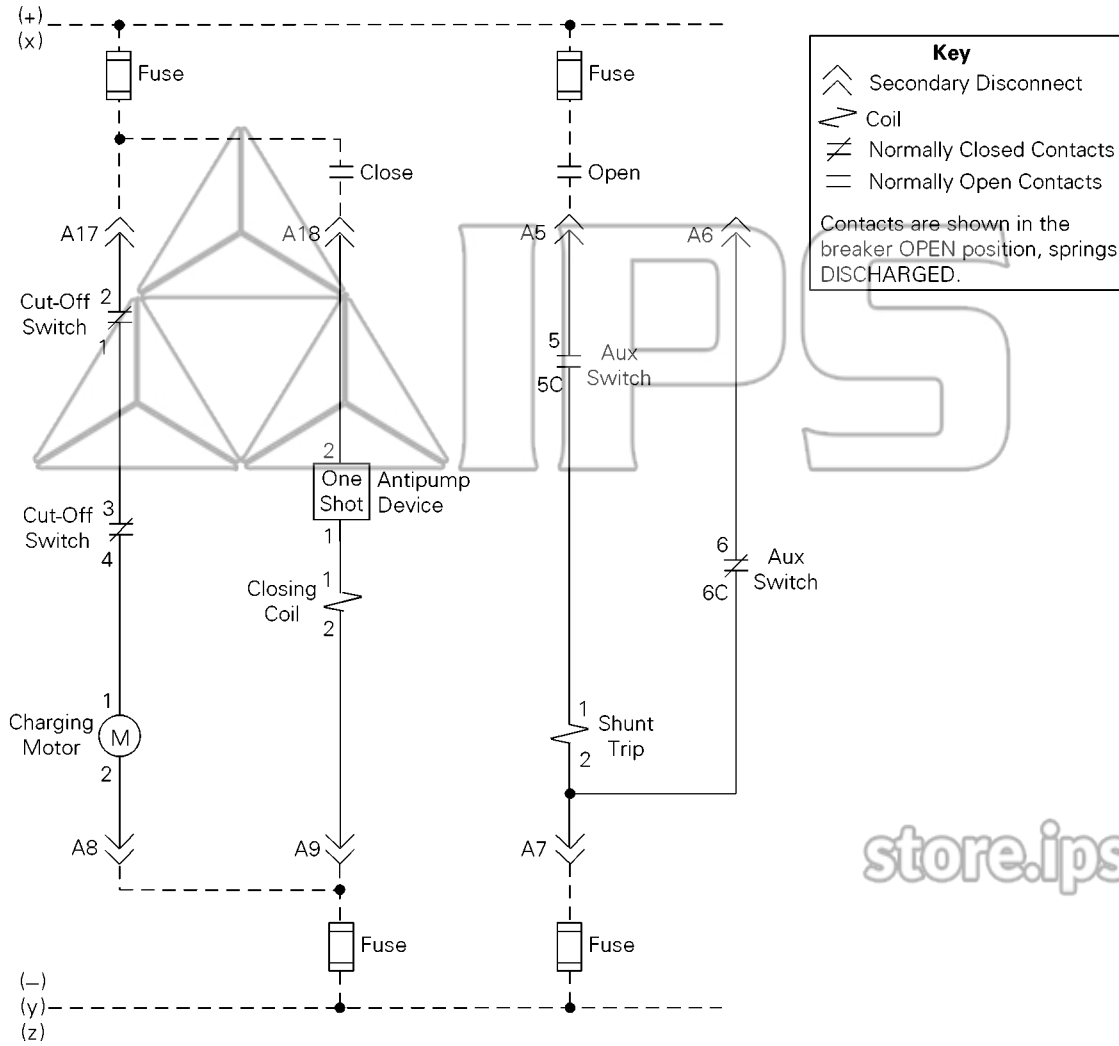 (+)
(x)
Fuse
Fuse
Key
Secondary Disconnect
Coil
Normally Closed Contacts
Normally Open Contacts
Contacts are shown in the
breaker OPEN position, springs
DISCHARGED.
Close
Open
A17
A18
A5
A6
2
Cut-Off
Switch
1
5
Aux
Switch
5C
2
One
Shot
Antipump
Device
1
3
Cut-Off
Switch
4
6
Aux
Switch
6C
1
Closing
Coil
2
1
Charging
Motor
M
2
1
Shunt
Trip
2
A8
A9
A7
Fuse
Fuse
(–)
(y)
(z)
IPS
store.ips